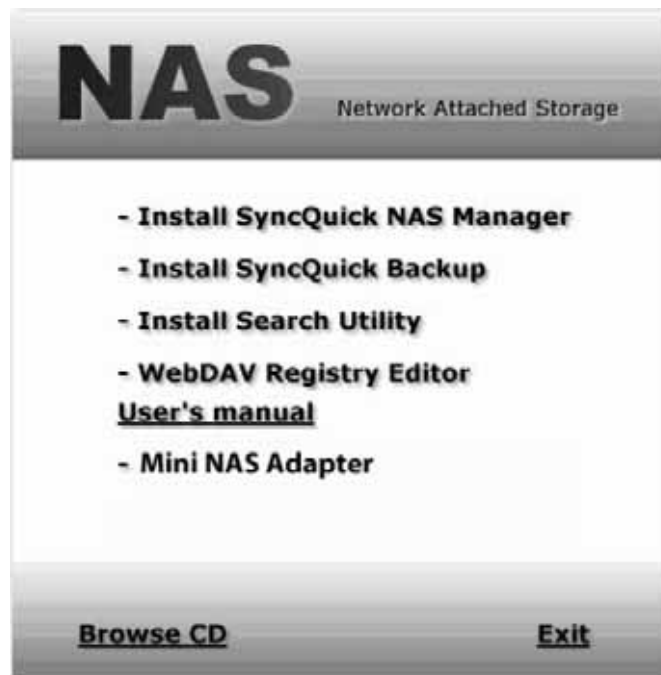 NAS
Network Attached Storage
- Install SyncQuick NAS Manager
- Install SyncQuick Backup
- Install Search Utility
- WebDAV Registry Editor
User's manual
- Mini NAS Adapter
Browse CD
Exit